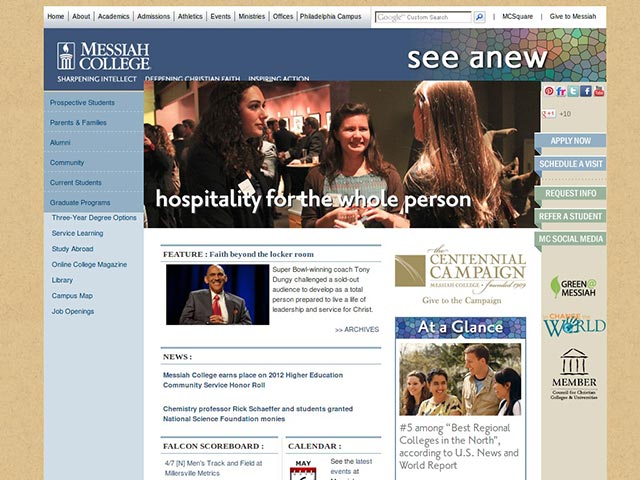 Home | About | Academics | Admissions | Athletics | Events | Ministries | Offices | Philadelphia Campus
Google™ Custom Search
| MCSquare | Give to Messiah
MESSIAH
COLLEGE
SHARPENING INTELLECT DEEPENING CHRISTIAN FAITH INSPIRING ACTION
see anew
Prospective Students
Parents & Families
Alumni
Community
Current Students
Graduate Programs
Three-Year Degree Options
Service Learning
Study Abroad
Online College Magazine
Library
Campus Map
Job Openings
hospitality for the whole person
+1 +10
APPLY NOW
SCHEDULE A VISIT
REQUEST INFO
REFER A STUDENT
MC SOCIAL MEDIA
FEATURE : Faith beyond the locker room
Super Bowl-winning coach Tony
Dungy challenged a sold-out
audience to develop as a total
person prepared to live a life of
leadership and service for Christ.
>> ARCHIVES
NEWS :
Messiah College earns place on 2012 Higher Education
Community Service Honor Roll
Chemistry professor Rick Schaeffer and students granted
National Science Foundation monies
FALCON SCOREBOARD :
4/7 [N] Men's Track and Field at
Millersville Metrics
CALENDAR :
MAY
6
See the latest
events at
the
CENTENNIAL
CAMPAIGN
MESSIAH COLLEGE • founded 1909
Give to the Campaign
At a Glance
#5 among "Best Regional
Colleges in the North",
according to U.S. News and
World Report
GREEN@
MESSIAH
CHANGE
WORLD
MEMBER
Council for Christian
Colleges & Universities